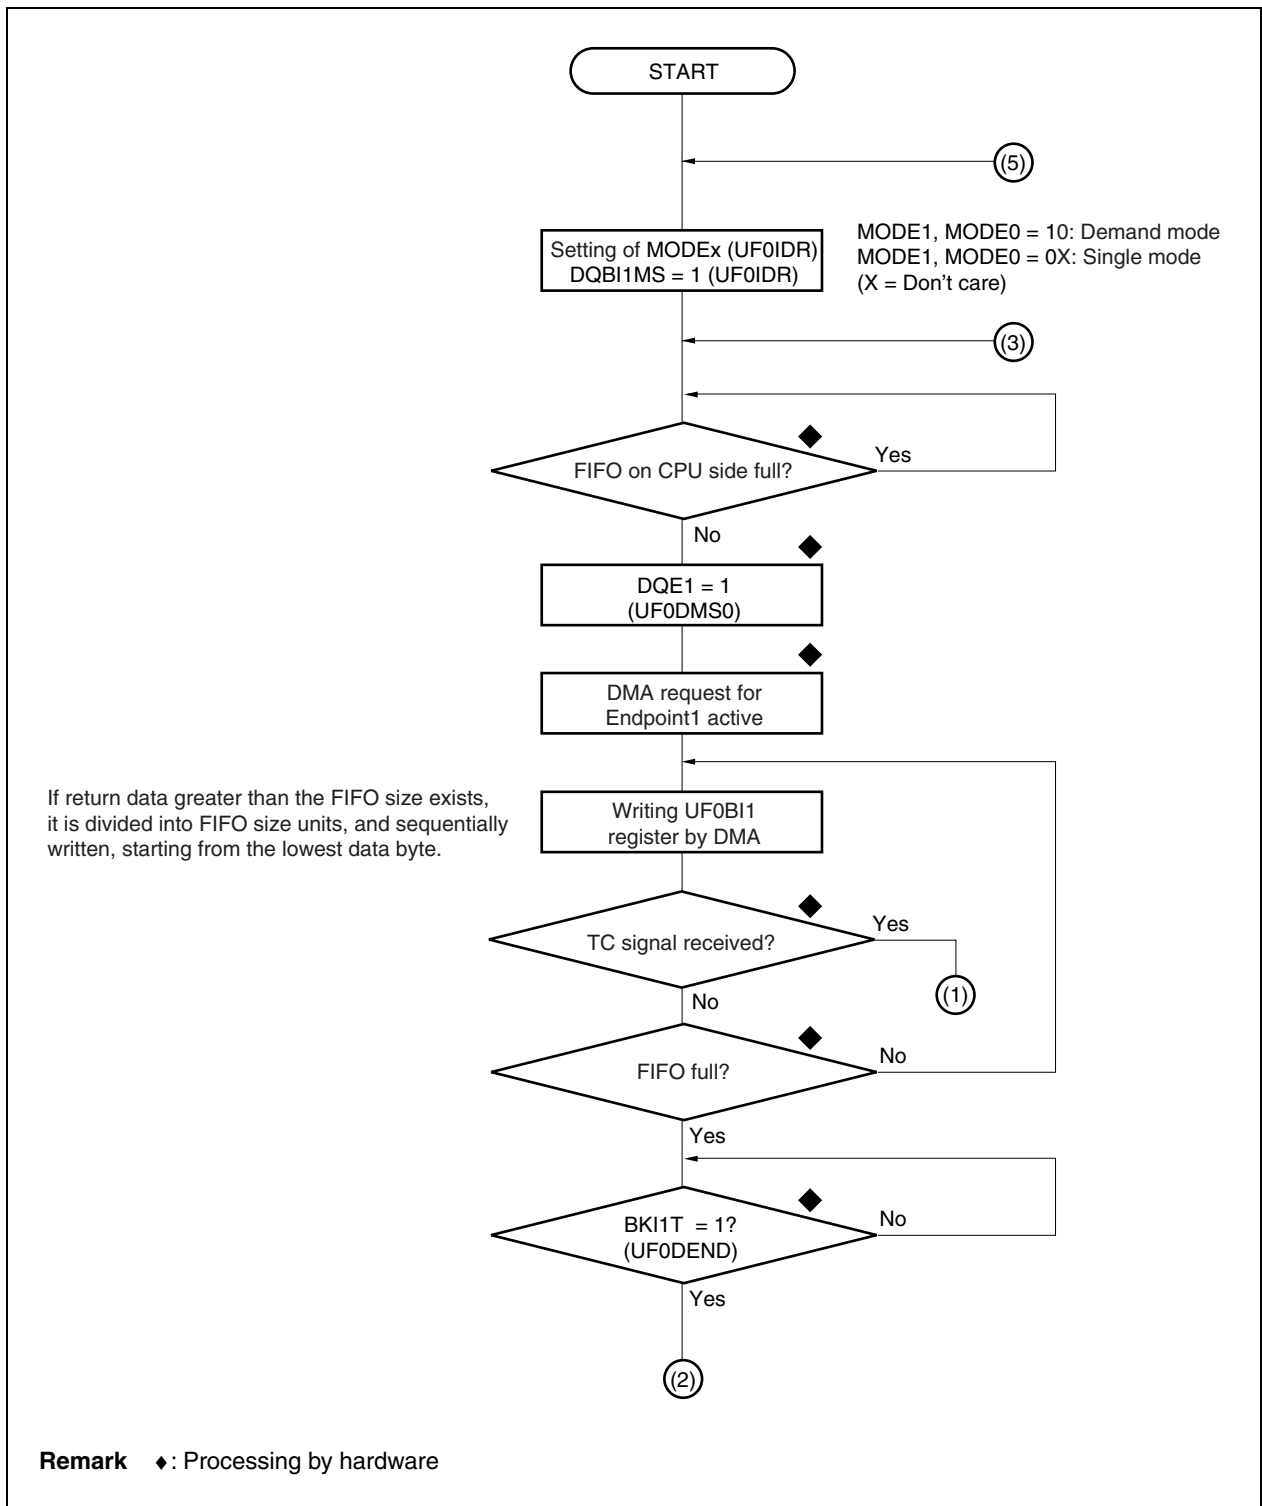 START
(5)
Setting of MODEx (UF0IDR)
DQBI1MS = 1 (UF0IDR)
MODE1, MODE0 = 10: Demand mode
MODE1, MODE0 = 0X: Single mode
(X = Don't care)
(3)
FIFO on CPU side full?
Yes
No
DQE1 = 1
(UF0DMS0)
DMA request for
Endpoint1 active
If return data greater than the FIFO size exists,
it is divided into FIFO size units, and sequentially
written, starting from the lowest data byte.
Writing UF0BI1
register by DMA
TC signal received?
Yes
(1)
No
FIFO full?
No
Yes
BKI1T = 1?
(UF0DEND)
No
Yes
(2)
Remark ♦: Processing by hardware